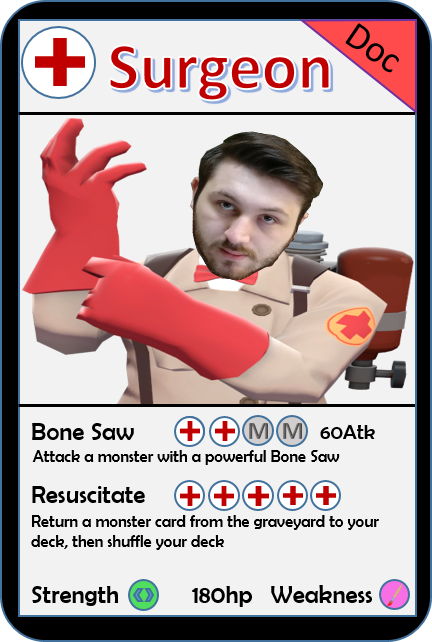 Surgeon
Doc
Bone Saw M M 60Atk
Attack a monster with a powerful Bone Saw
Resuscitate
Return a monster card from the graveyard to your
deck, then shuffle your deck
Strength 180hp Weakness